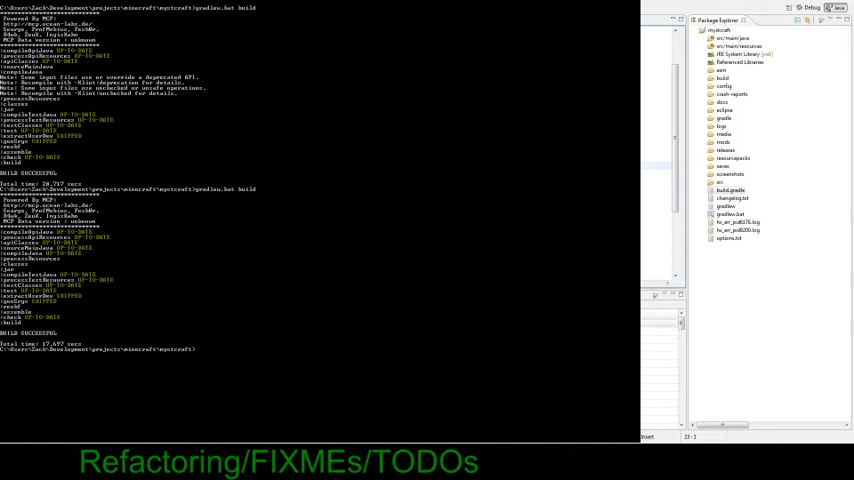 C:\Users\Zach\Development\projects\minecraft\mystcraft>gradlew.bat build
****************************
Powered By MCP:
http://mcp.ocean-labs.de/
Searge, ProfMobius, Fesh0r,
R4wk, ZeuX, IngisKahn
MCP Data version : unknown
****************************
:compileApiJava UP-TO-DATE
:processApiResources UP-TO-DATE
:apiClasses UP-TO-DATE
:sourceMainJava
:compileJava
Note: Some input files use or override a deprecated API.
Note: Recompile with -Xlint:deprecation for details.
Note: Some input files use unchecked or unsafe operations.
Note: Recompile with -Xlint:unchecked for details.
:processResources
:classes
:jar
:compileTestJava UP-TO-DATE
:processTestResources UP-TO-DATE
:testClasses UP-TO-DATE
:test UP-TO-DATE
:extractUserDev SKIPPED
:genSrgs SKIPPED
:reobf
:assemble
:check UP-TO-DATE
:build
BUILD SUCCESSFUL
Total time: 28.717 secs
C:\Users\Zach\Development\projects\minecraft\mystcraft>gradlew.bat build
****************************
Powered By MCP:
http://mcp.ocean-labs.de/
Searge, ProfMobius, Fesh0r,
R4wk, ZeuX, IngisKahn
MCP Data version : unknown
****************************
:compileApiJava UP-TO-DATE
:processApiResources UP-TO-DATE
:apiClasses UP-TO-DATE
:sourceMainJava UP-TO-DATE
:compileJava UP-TO-DATE
:processResources
:classes
:jar
:compileTestJava UP-TO-DATE
:processTestResources UP-TO-DATE
:testClasses UP-TO-DATE
:test UP-TO-DATE
:extractUserDev SKIPPED
:genSrgs SKIPPED
:reobf
:assemble
:check UP-TO-DATE
:build
BUILD SUCCESSFUL
Total time: 17.697 secs
C:\Users\Zach\Development\projects\minecraft\mystcraft>
Debug Java
Package Explorer
mystcraft
src/main/java
src/main/resources
JRE System Library [jre8]
Referenced Libraries
asm
build
config
crash-reports
docs
eclipse
gradle
logs
media
mods
releases
resourcepacks
saves
screenshots
src
build.gradle
changelog.txt
gradlew
gradlew.bat
hs_err_pid6176.log
hs_err_pid9200.log
options.txt
Insert
23 : 1
Refactoring/FIXMEs/TODOs